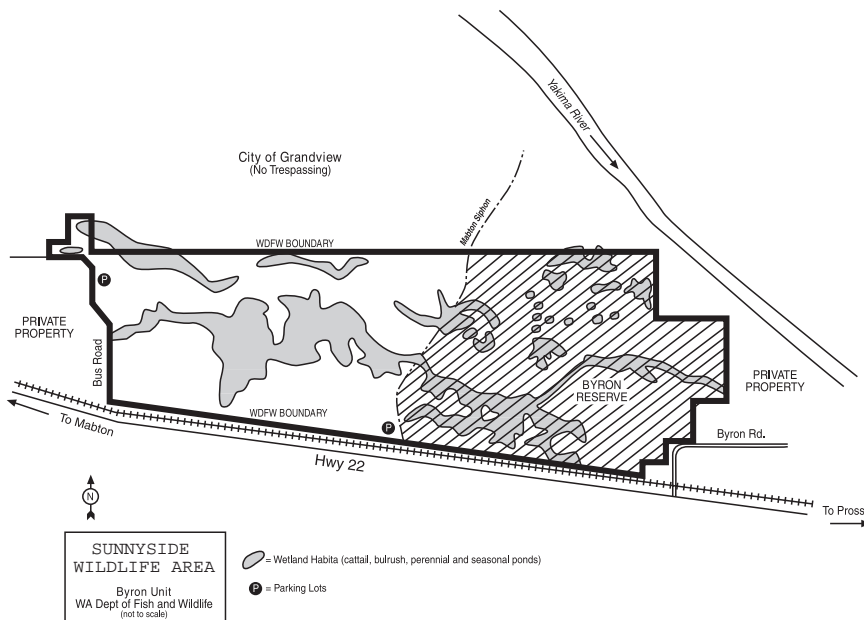 Yakima River
City of Grandview
(No Trespassing)
Mabton Siphon
WDFW BOUNDARY
P
PRIVATE
PROPERTY
Bus Road
BYRON
RESERVE
PRIVATE
PROPERTY
WDFW BOUNDARY
P
To Mabton
Hwy 22
Byron Rd.
N
To Pross
SUNNYSIDE
WILDLIFE AREA
Byron Unit
WA Dept of Fish and Wildlife
(not to scale)
= Wetland Habita (cattail, bulrush, perennial and seasonal ponds)
P = Parking Lots